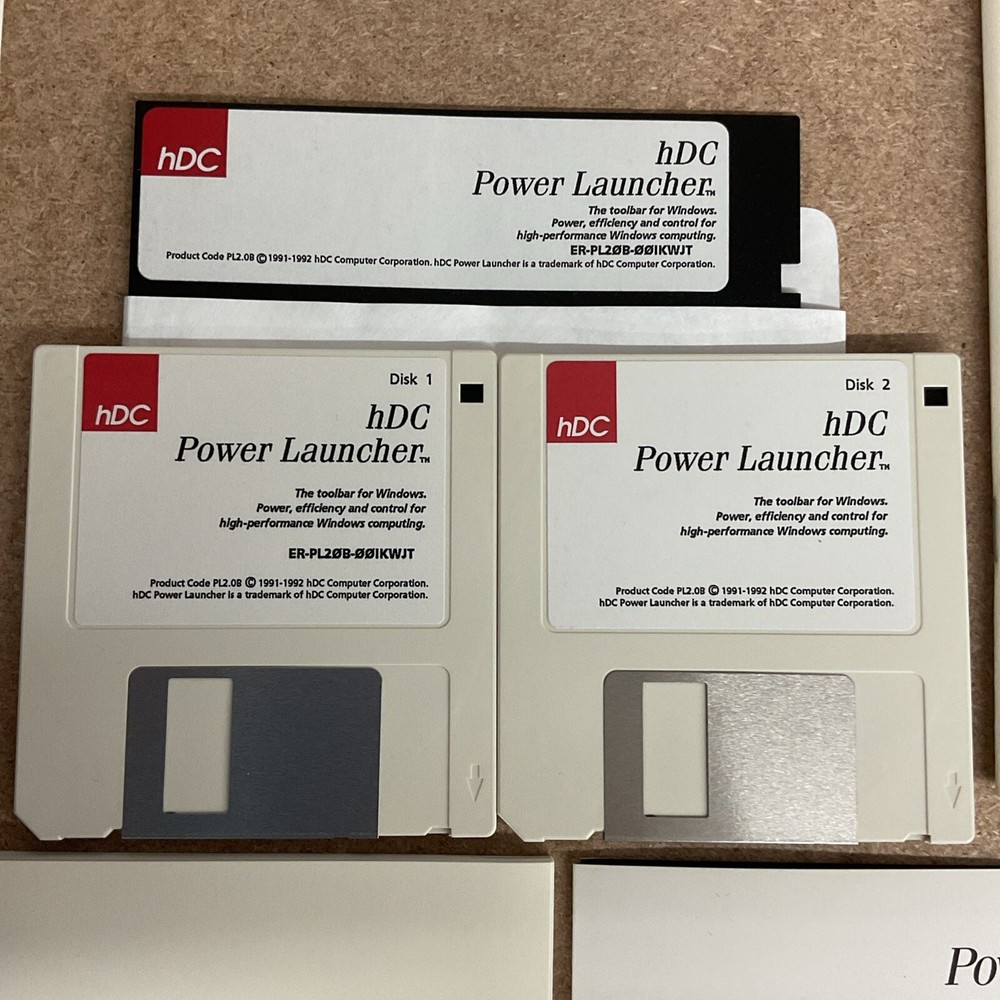 hDC
hDC
Power Launcher™
The toolbar for Windows.
Power, efficiency and control for
high-performance Windows computing.
ER-PL2ØB-ØØIKWJT
Product Code PL2.0B © 1991-1992 hDC Computer Corporation. hDC Power Launcher is a trademark of hDC Computer Corporation.
hDC
Disk 1
hDC
Power Launcher™
The toolbar for Windows.
Power, efficiency and control for
high-performance Windows computing.
ER-PL2ØB-ØØIKWJT
Product Code PL2.0B © 1991-1992 hDC Computer Corporation.
hDC Power Launcher is a trademark of hDC Computer Corporation.
hDC
Disk 2
hDC
Power Launcher™
The toolbar for Windows.
Power, efficiency and control for
high-performance Windows computing.
Product Code PL2.0B © 1991-1992 hDC Computer Corporation.
hDC Power Launcher is a trademark of hDC Computer Corporation.